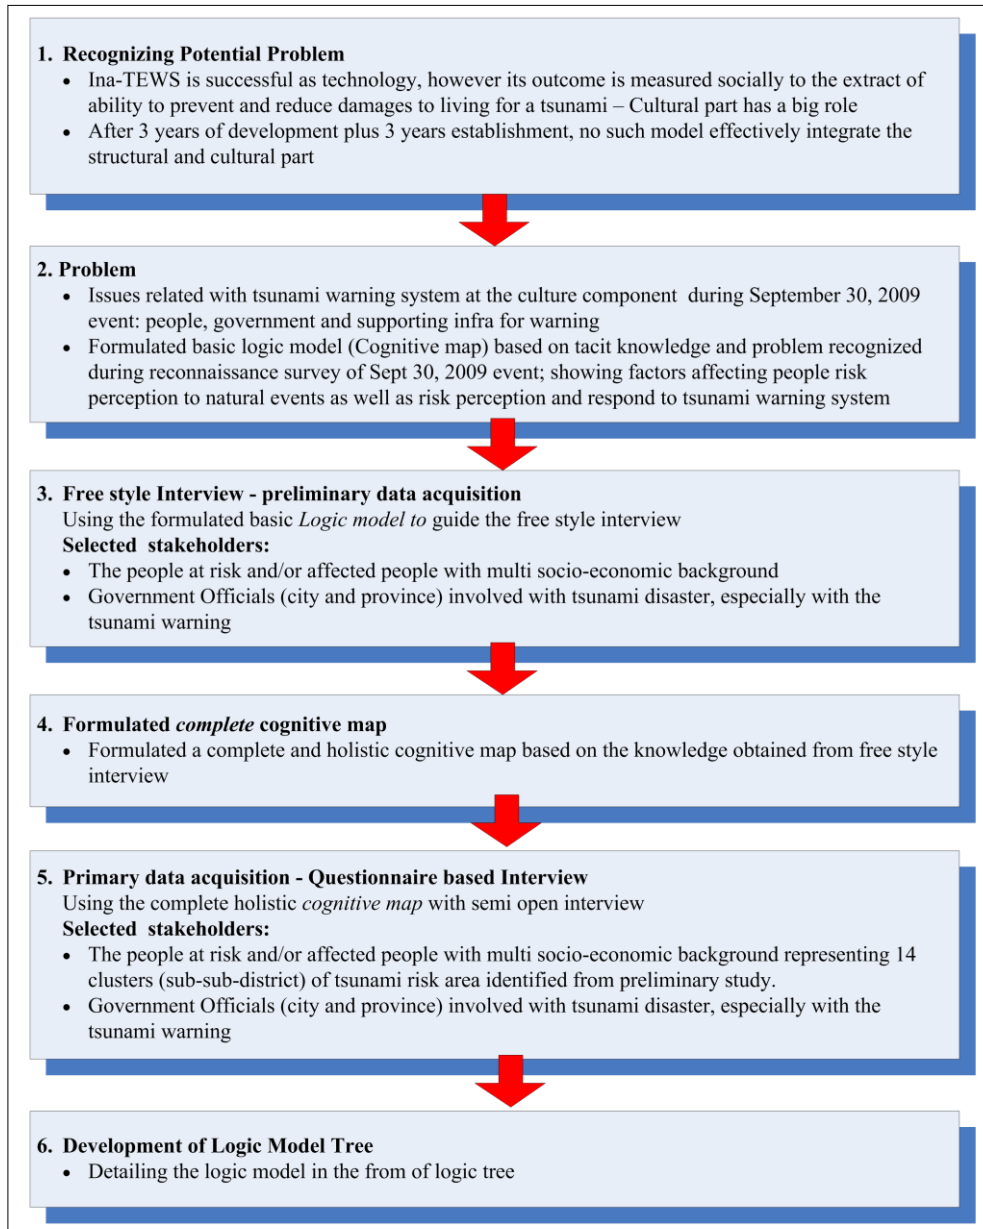 1. Recognizing Potential Problem
• Ina-TEWS is successful as technology, however its outcome is measured socially to the extract of
ability to prevent and reduce damages to living for a tsunami – Cultural part has a big role
• After 3 years of development plus 3 years establishment, no such model effectively integrate the
structural and cultural part
2. Problem
• Issues related with tsunami warning system at the culture component during September 30, 2009
event: people, government and supporting infra for warning
• Formulated basic logic model (Cognitive map) based on tacit knowledge and problem recognized
during reconnaissance survey of Sept 30, 2009 event; showing factors affecting people risk
perception to natural events as well as risk perception and respond to tsunami warning system
3. Free style Interview - preliminary data acquisition
Using the formulated basic Logic model to guide the free style interview
Selected stakeholders:
• The people at risk and/or affected people with multi socio-economic background
• Government Officials (city and province) involved with tsunami disaster, especially with the
tsunami warning
4. Formulated complete cognitive map
• Formulated a complete and holistic cognitive map based on the knowledge obtained from free style
interview
5. Primary data acquisition - Questionnaire based Interview
Using the complete holistic cognitive map with semi open interview
Selected stakeholders:
• The people at risk and/or affected people with multi socio-economic background representing 14
clusters (sub-sub-district) of tsunami risk area identified from preliminary study.
• Government Officials (city and province) involved with tsunami disaster, especially with the
tsunami warning
6. Development of Logic Model Tree
• Detailing the logic model in the from of logic tree